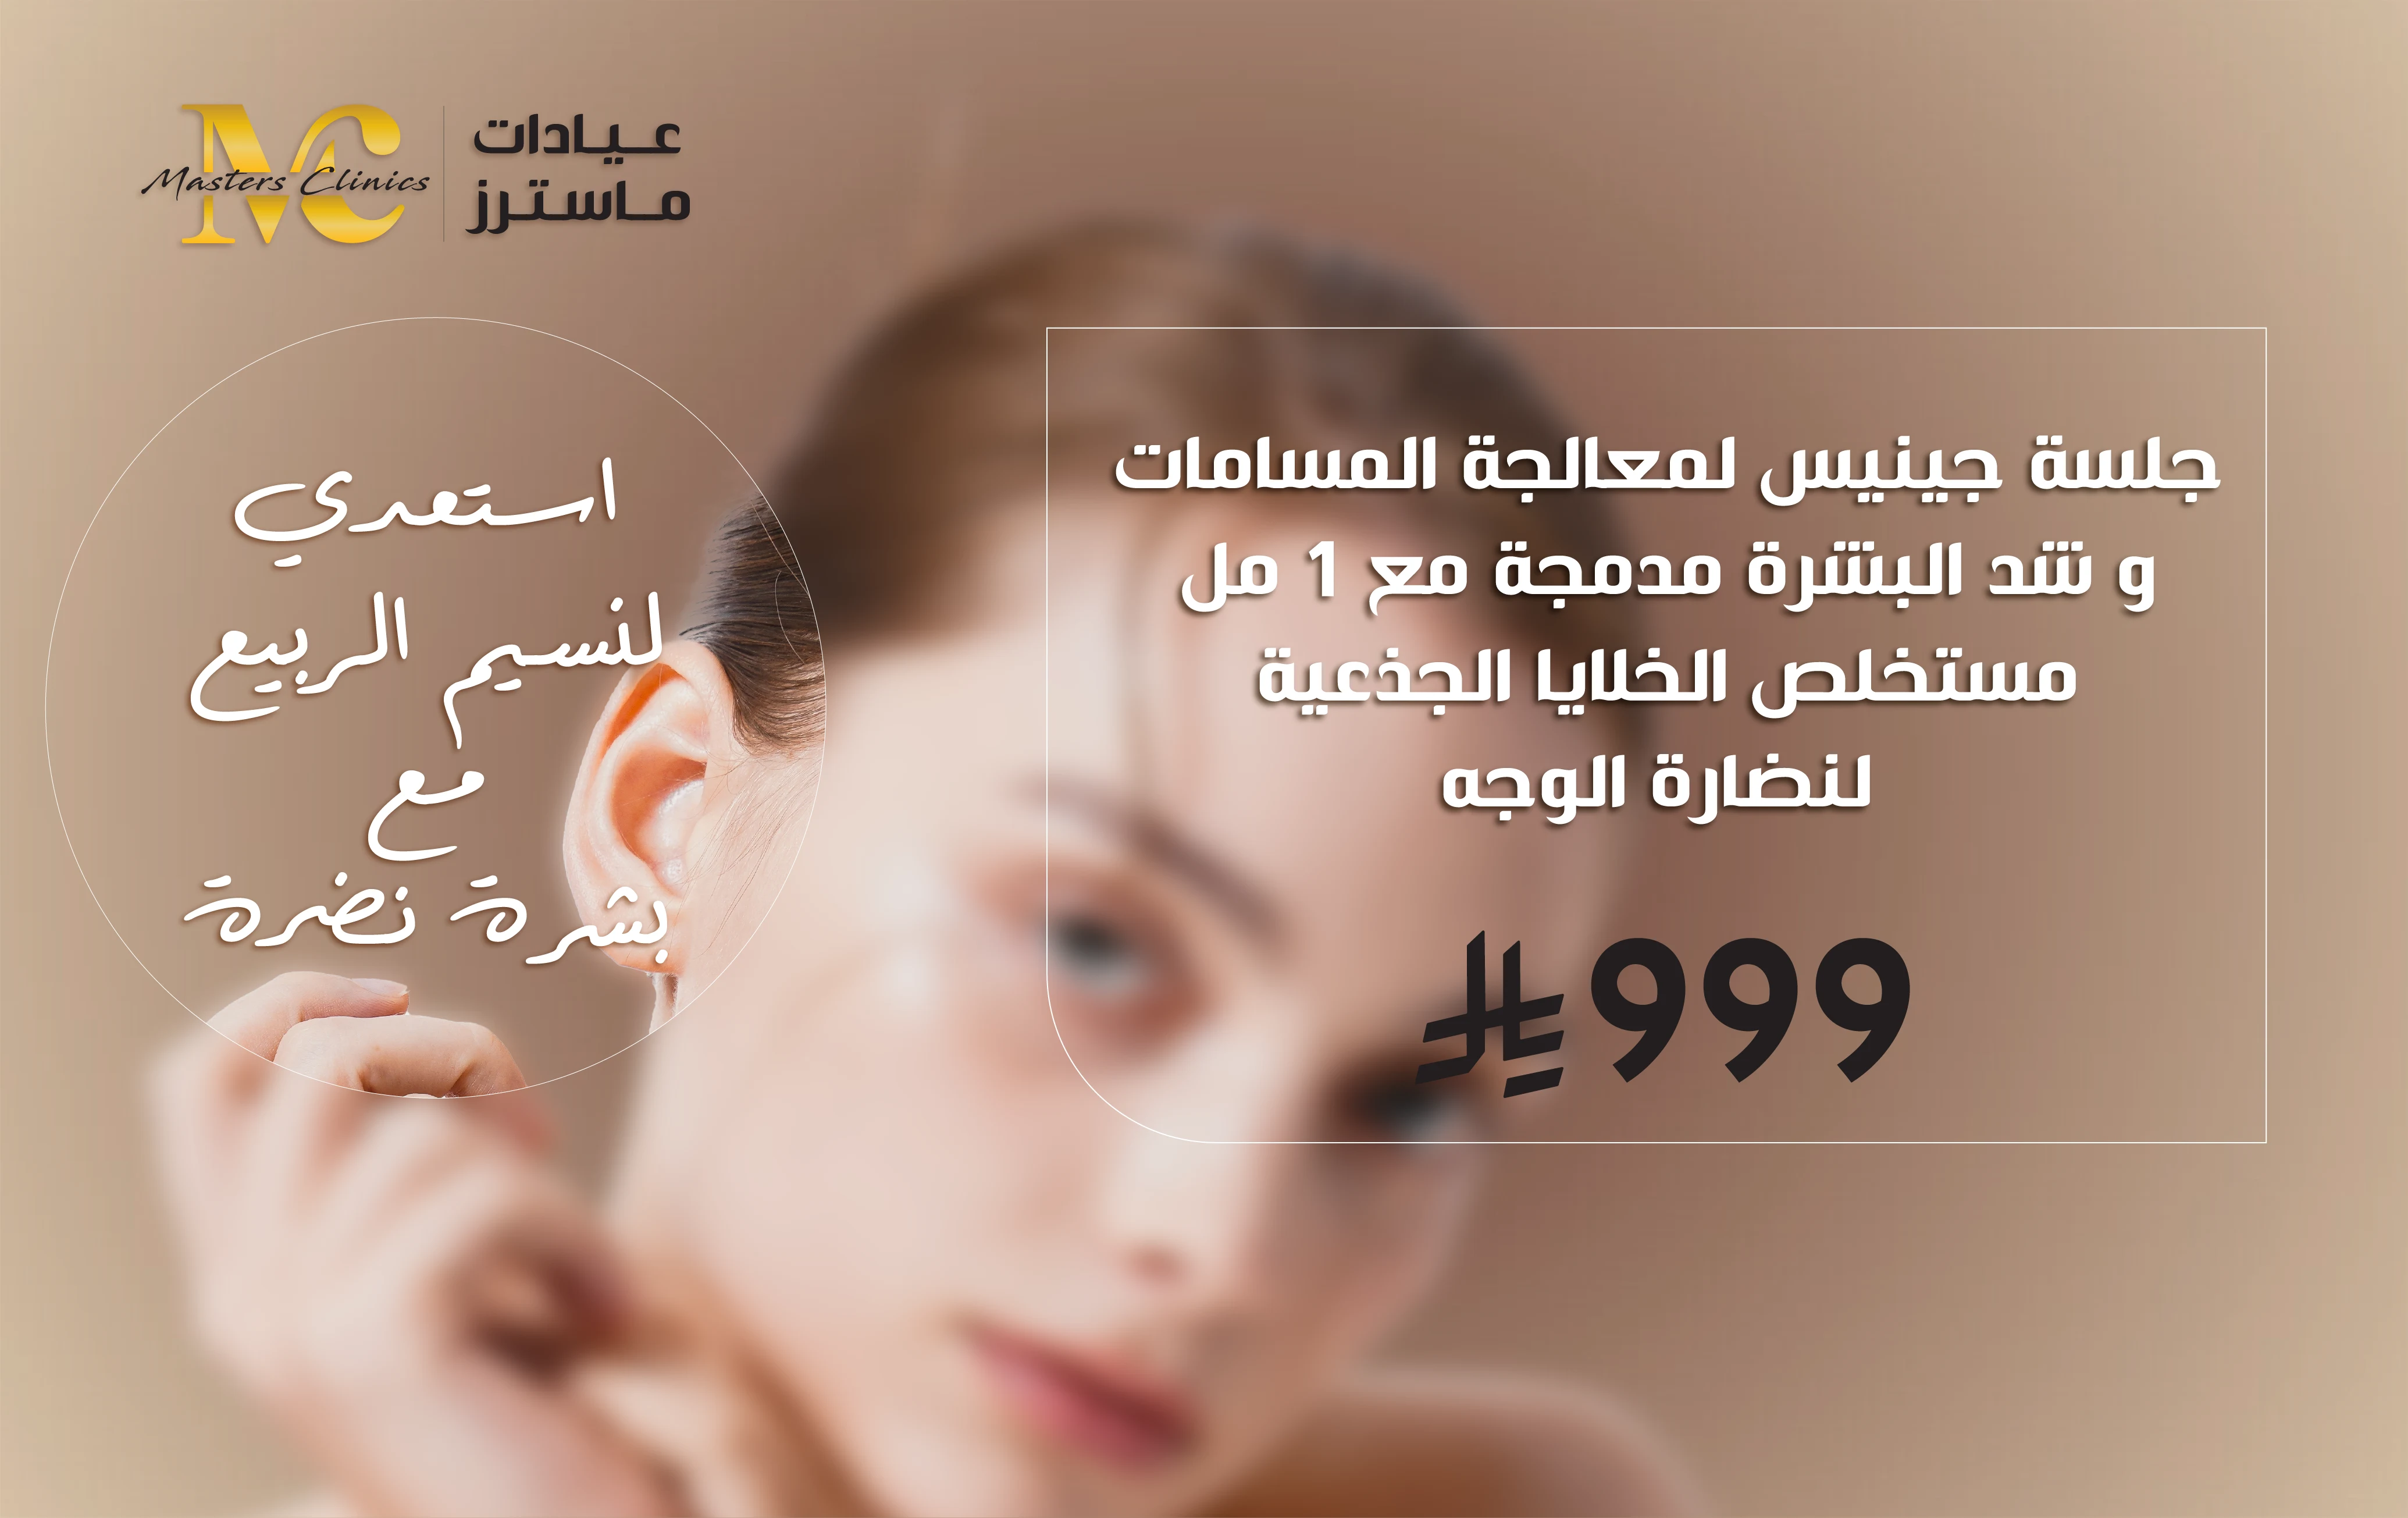 Masters Clinics
عيادات
ماسترز
جلسة جينيس لمعالجة المسامات
و شد البشرة مدمجة مع 1 مل
مستخلص الخلايا الجذعية
لنضارة الوجه
999 ⃁
استعدي
لنسيم الربيع
مع
بشرة نضرة